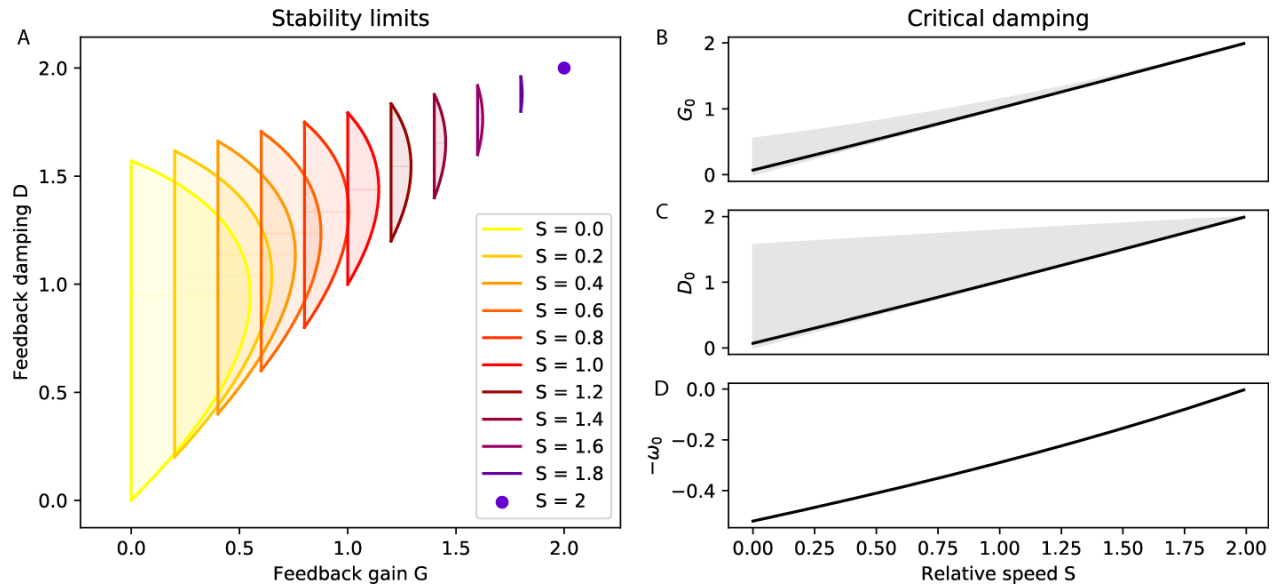 Stability limits
A
2.0
1.5
1.0
0.5
0.0
Feedback damping D
0.0 0.5 1.0 1.5 2.0
Feedback gain G
S = 0.0
S = 0.2
S = 0.4
S = 0.6
S = 0.8
S = 1.0
S = 1.2
S = 1.4
S = 1.6
S = 1.8
S = 2
Critical damping
B
2
1
0
G₀
C
2
1
0
D₀
D
0.0
−0.2
−0.4
−ω₀
0.00 0.25 0.50 0.75 1.00 1.25 1.50 1.75 2.00
Relative speed S